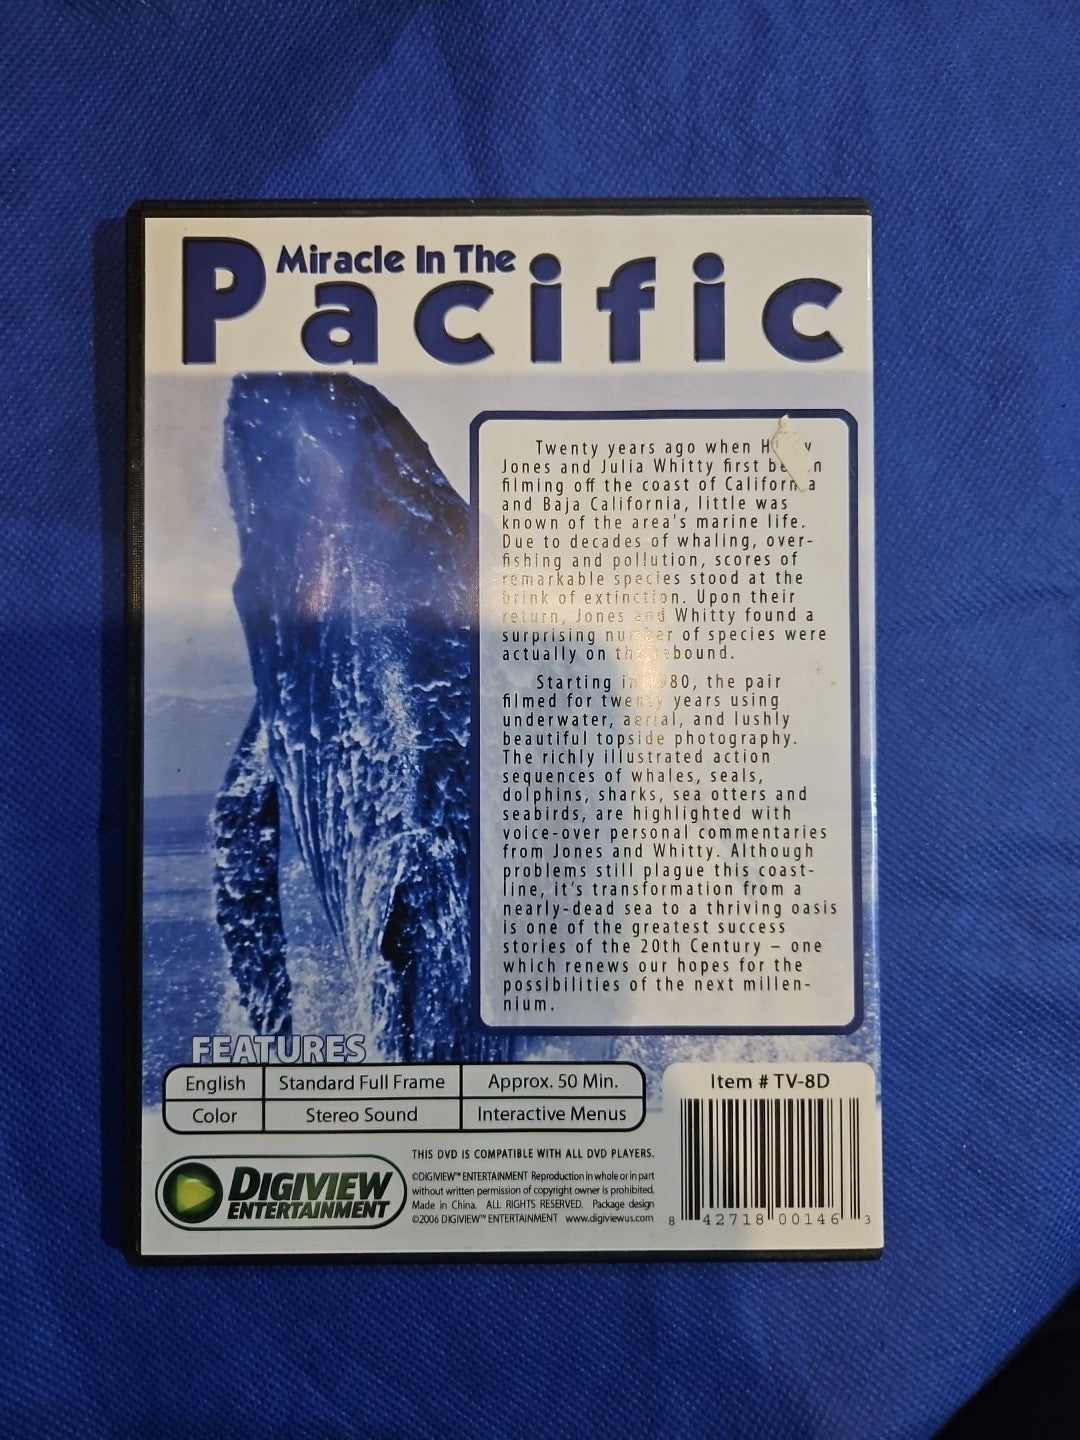 Miracle In The
Pacific
Twenty years ago when
Jones and Julia Whitty first
filming off the coast of California
and Baja California, little was
known of the area's marine life.
Due to decades of whaling, over-
fishing and pollution, scores of
remarkable species stood at the
brink of extinction. Upon their
return, Jones and Whitty found a
surprising number of species were
actually on the rebound.
Starting in 1980, the pair
filmed for twenty years using
underwater, aerial, and lushly
beautiful topside photography.
The richly illustrated action
sequences of whales, seals,
dolphins, sharks, sea otters and
seabirds, are highlighted with
voice-over personal commentaries
from Jones and Whitty. Although
problems still plague this coast-
line, it's transformation from a
nearly-dead sea to a thriving oasis
is one of the greatest success
stories of the 20th Century – one
which renews our hopes for the
possibilities of the next millen-
nium.
FEATURES
English Standard Full Frame Approx. 50 Min.
Color Stereo Sound Interactive Menus
Item # TV-8D
DIGIVIEW
ENTERTAINMENT
THIS DVD IS COMPATIBLE WITH ALL DVD PLAYERS.
©DIGIVIEW™ ENTERTAINMENT Reproduction in whole or in part
without written permission of copyright owner is prohibited.
Made in China. ALL RIGHTS RESERVED. Package design
©2006 DIGIVIEW™ ENTERTAINMENT www.digiviewus.com
8 42718 00146 3